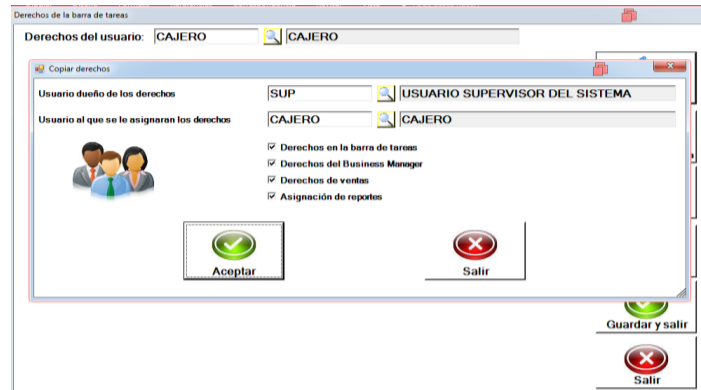 Derechos de la barra de tareas
Derechos del usuario: CAJERO CAJERO
Copiar derechos
Usuario dueño de los derechos SUP USUARIO SUPERVISOR DEL SISTEMA
Usuario al que se le asignaran los derechos CAJERO CAJERO
Derechos en la barra de tareas
Derechos del Business Manager
Derechos de ventas
Asignación de reportes
Aceptar Salir
Guardar y salir
Salir